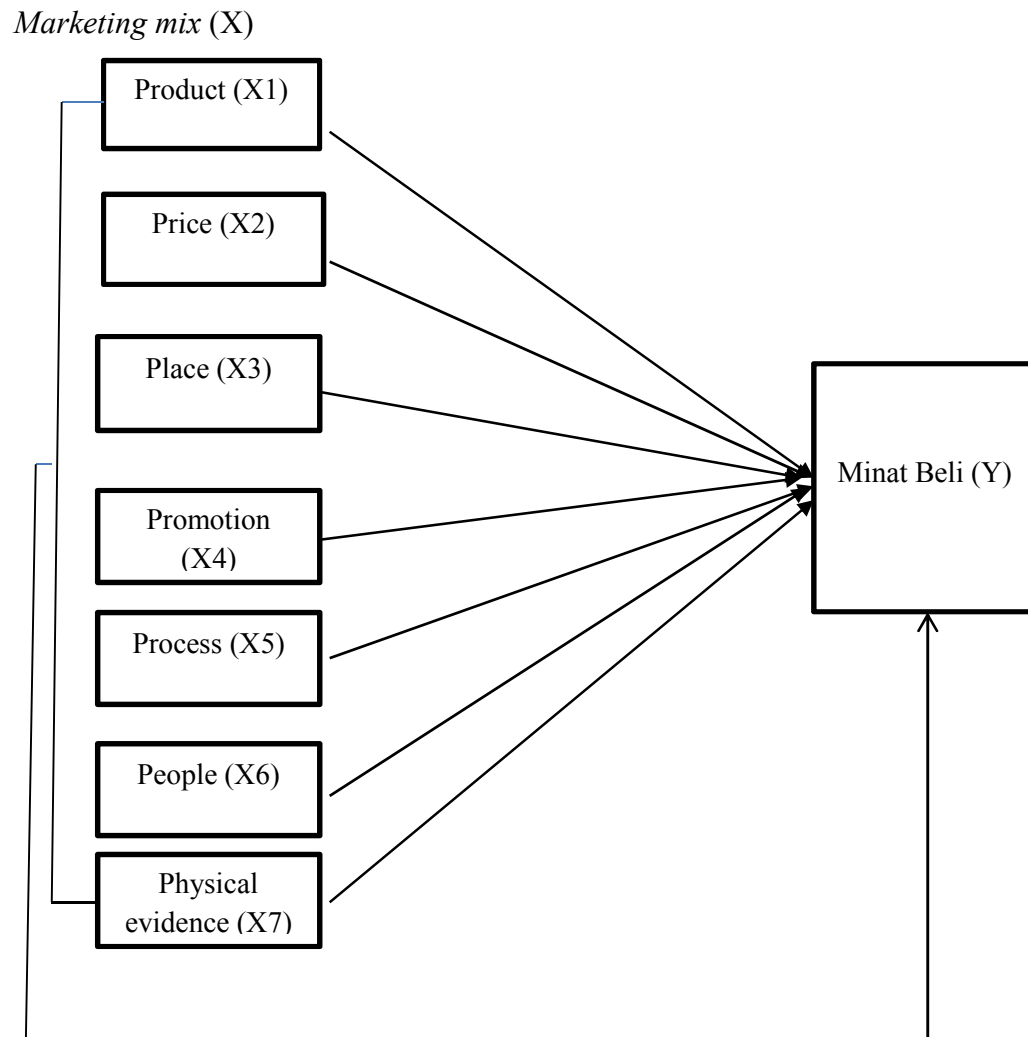 Marketing mix (X)
Product (X1)
Price (X2)
Place (X3)
Promotion
(X4)
Process (X5)
People (X6)
Physical
evidence (X7)
Minat Beli (Y)